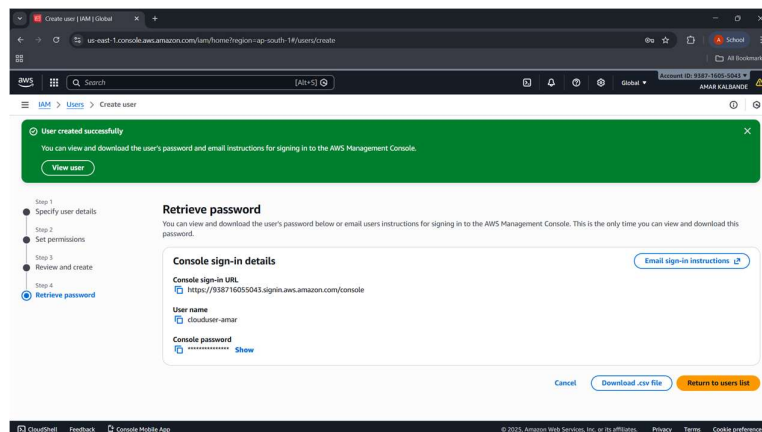 Create user | IAM | Global
us-east-1.console.aws.amazon.com/iam/home?region=ap-south-1#/users/create
School
All Bookmark
aws
Search
[Alt+S]
Global
Account ID: 9387-1605-5043
AMAR KALBANDE
IAM > Users > Create user
User created successfully
You can view and download the user's password and email instructions for signing in to the AWS Management Console.
View user
Step 1
Specify user details
Step 2
Set permissions
Step 3
Review and create
Step 4
Retrieve password
Retrieve password
You can view and download the user's password below or email users instructions for signing in to the AWS Management Console. This is the only time you can view and download this
password.
Console sign-in details
Email sign-in instructions
Console sign-in URL
https://938716055043.signin.aws.amazon.com/console
User name
clouduser-amar
Console password
*************** Show
Cancel
Download .csv file
Return to users list
CloudShell
Feedback
Console Mobile App
© 2025, Amazon Web Services, Inc. or its affiliates.
Privacy
Terms
Cookie preference